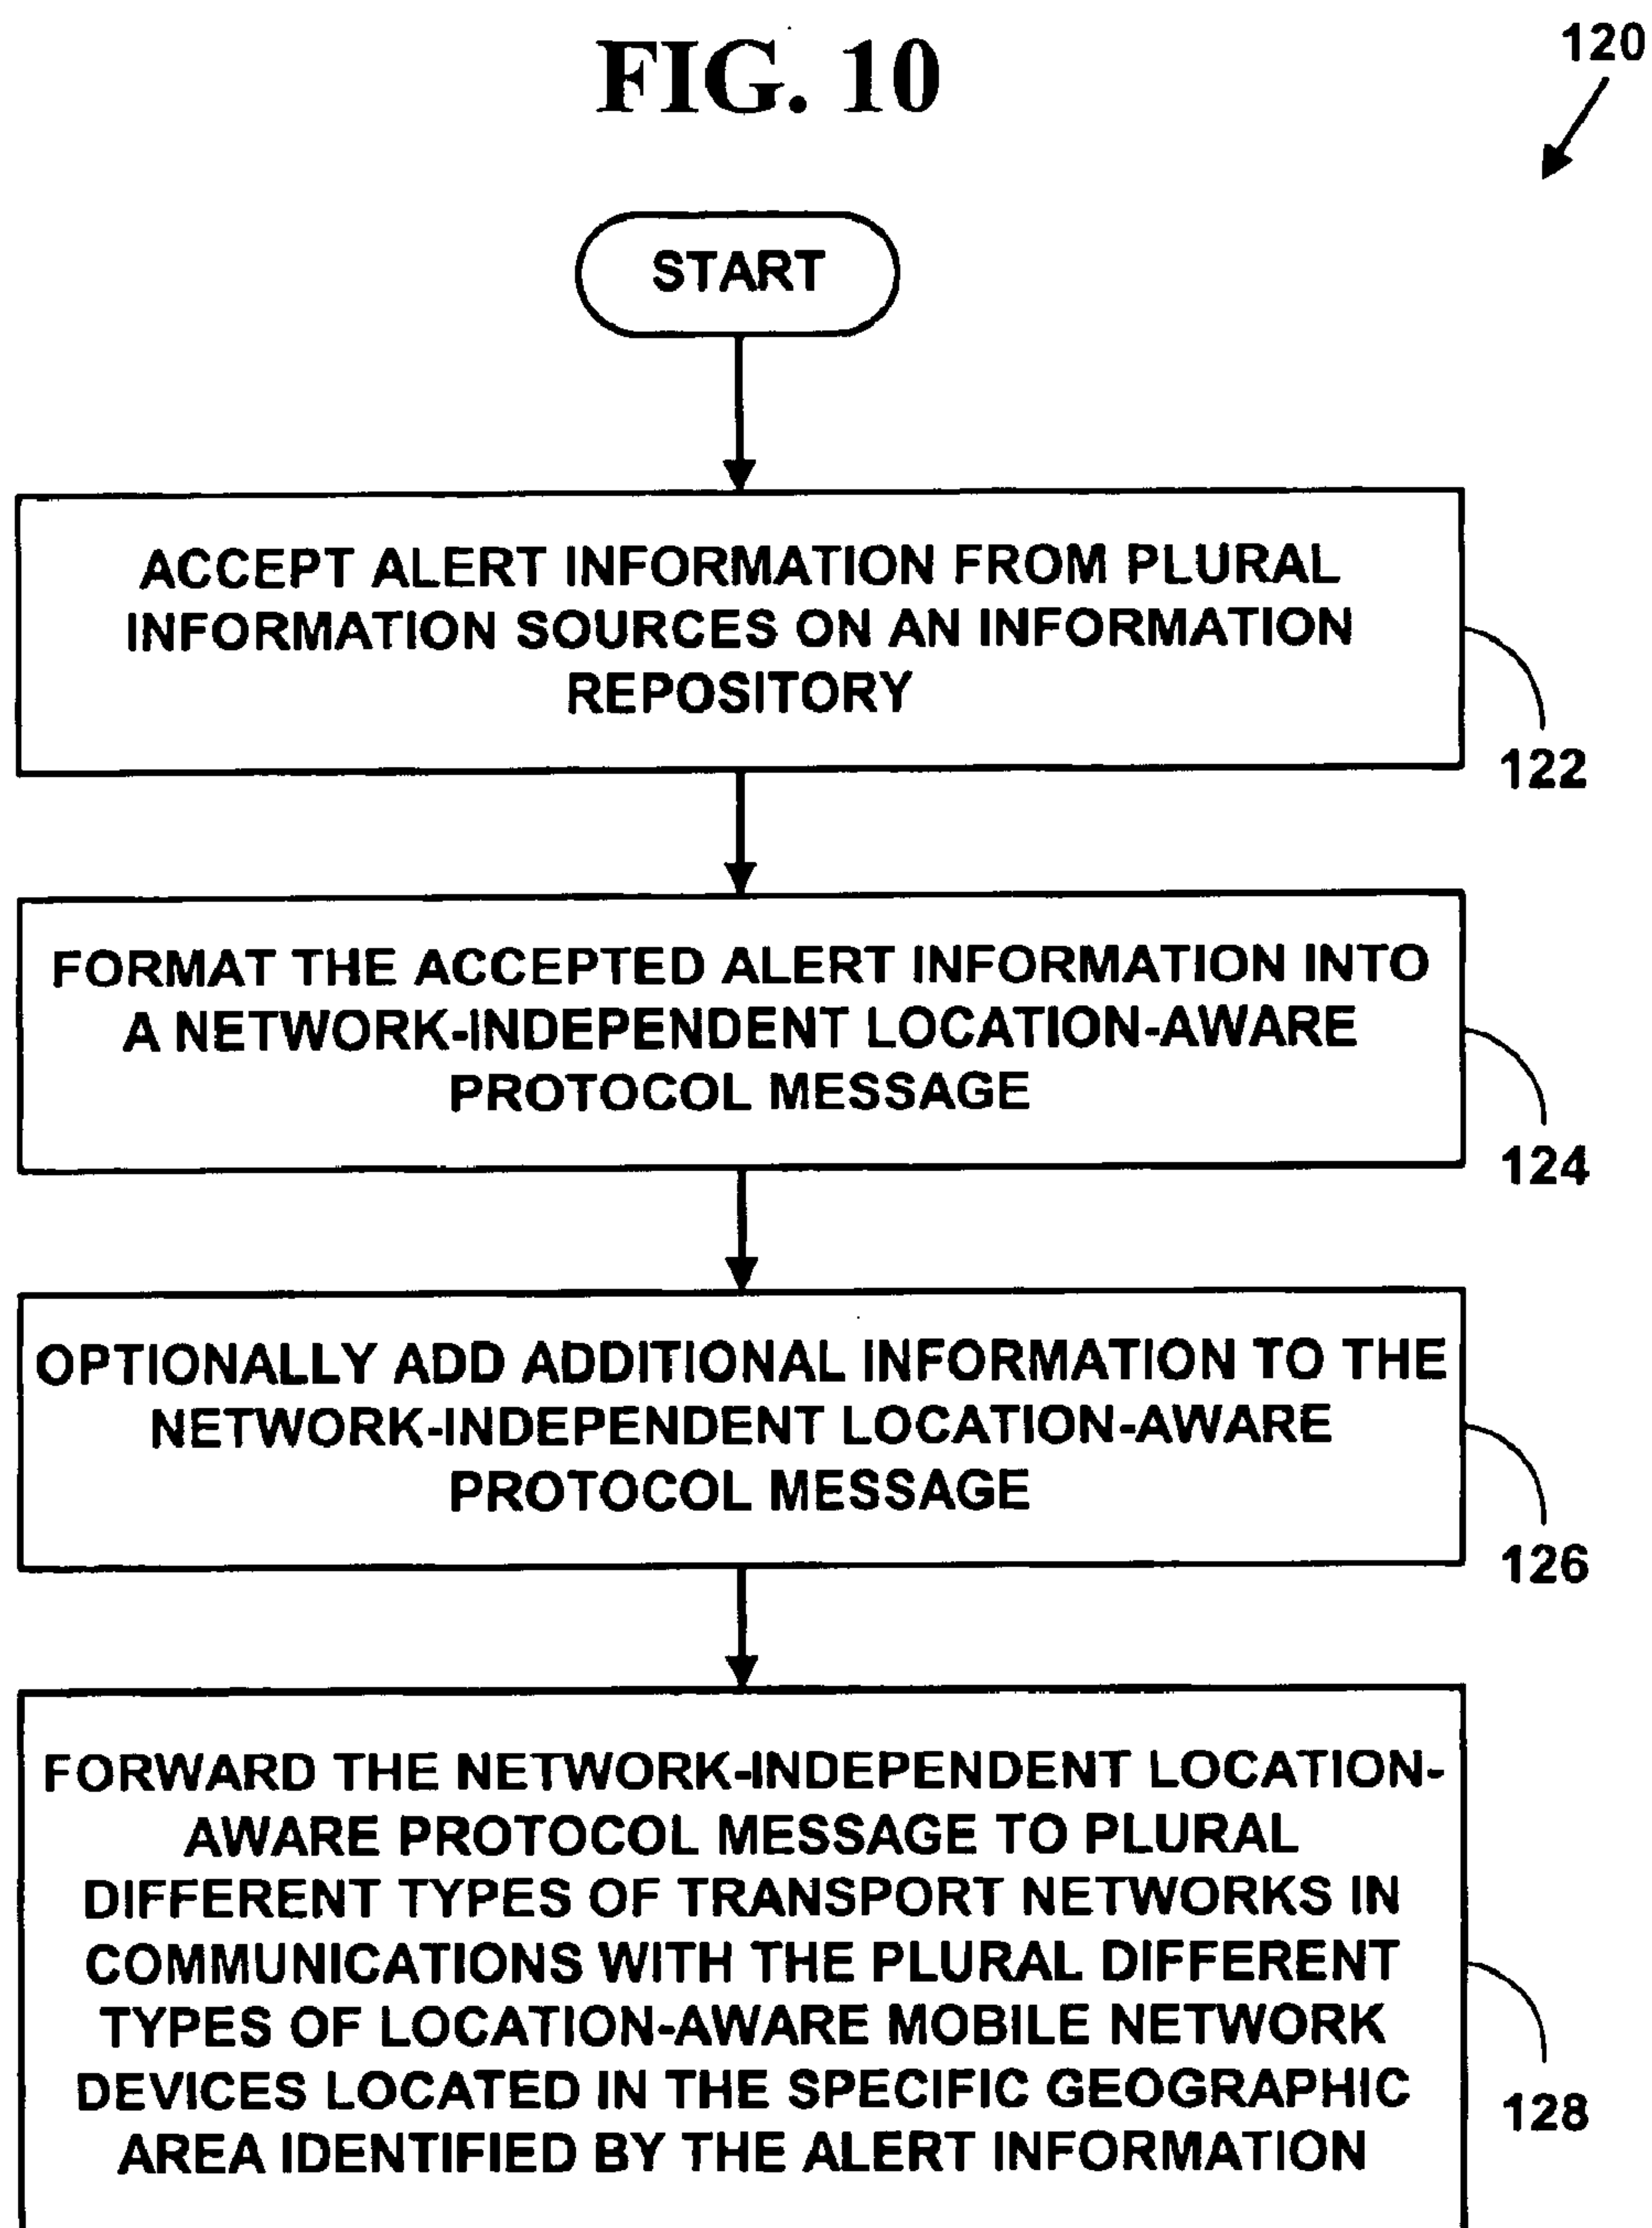 FIG. 10
120
START
ACCEPT ALERT INFORMATION FROM PLURAL
INFORMATION SOURCES ON AN INFORMATION
REPOSITORY
122
FORMAT THE ACCEPTED ALERT INFORMATION INTO
A NETWORK-INDEPENDENT LOCATION-AWARE
PROTOCOL MESSAGE
124
OPTIONALLY ADD ADDITIONAL INFORMATION TO THE
NETWORK-INDEPENDENT LOCATION-AWARE
PROTOCOL MESSAGE
126
FORWARD THE NETWORK-INDEPENDENT LOCATION-
AWARE PROTOCOL MESSAGE TO PLURAL
DIFFERENT TYPES OF TRANSPORT NETWORKS IN
COMMUNICATIONS WITH THE PLURAL DIFFERENT
TYPES OF LOCATION-AWARE MOBILE NETWORK
DEVICES LOCATED IN THE SPECIFIC GEOGRAPHIC
AREA IDENTIFIED BY THE ALERT INFORMATION
128